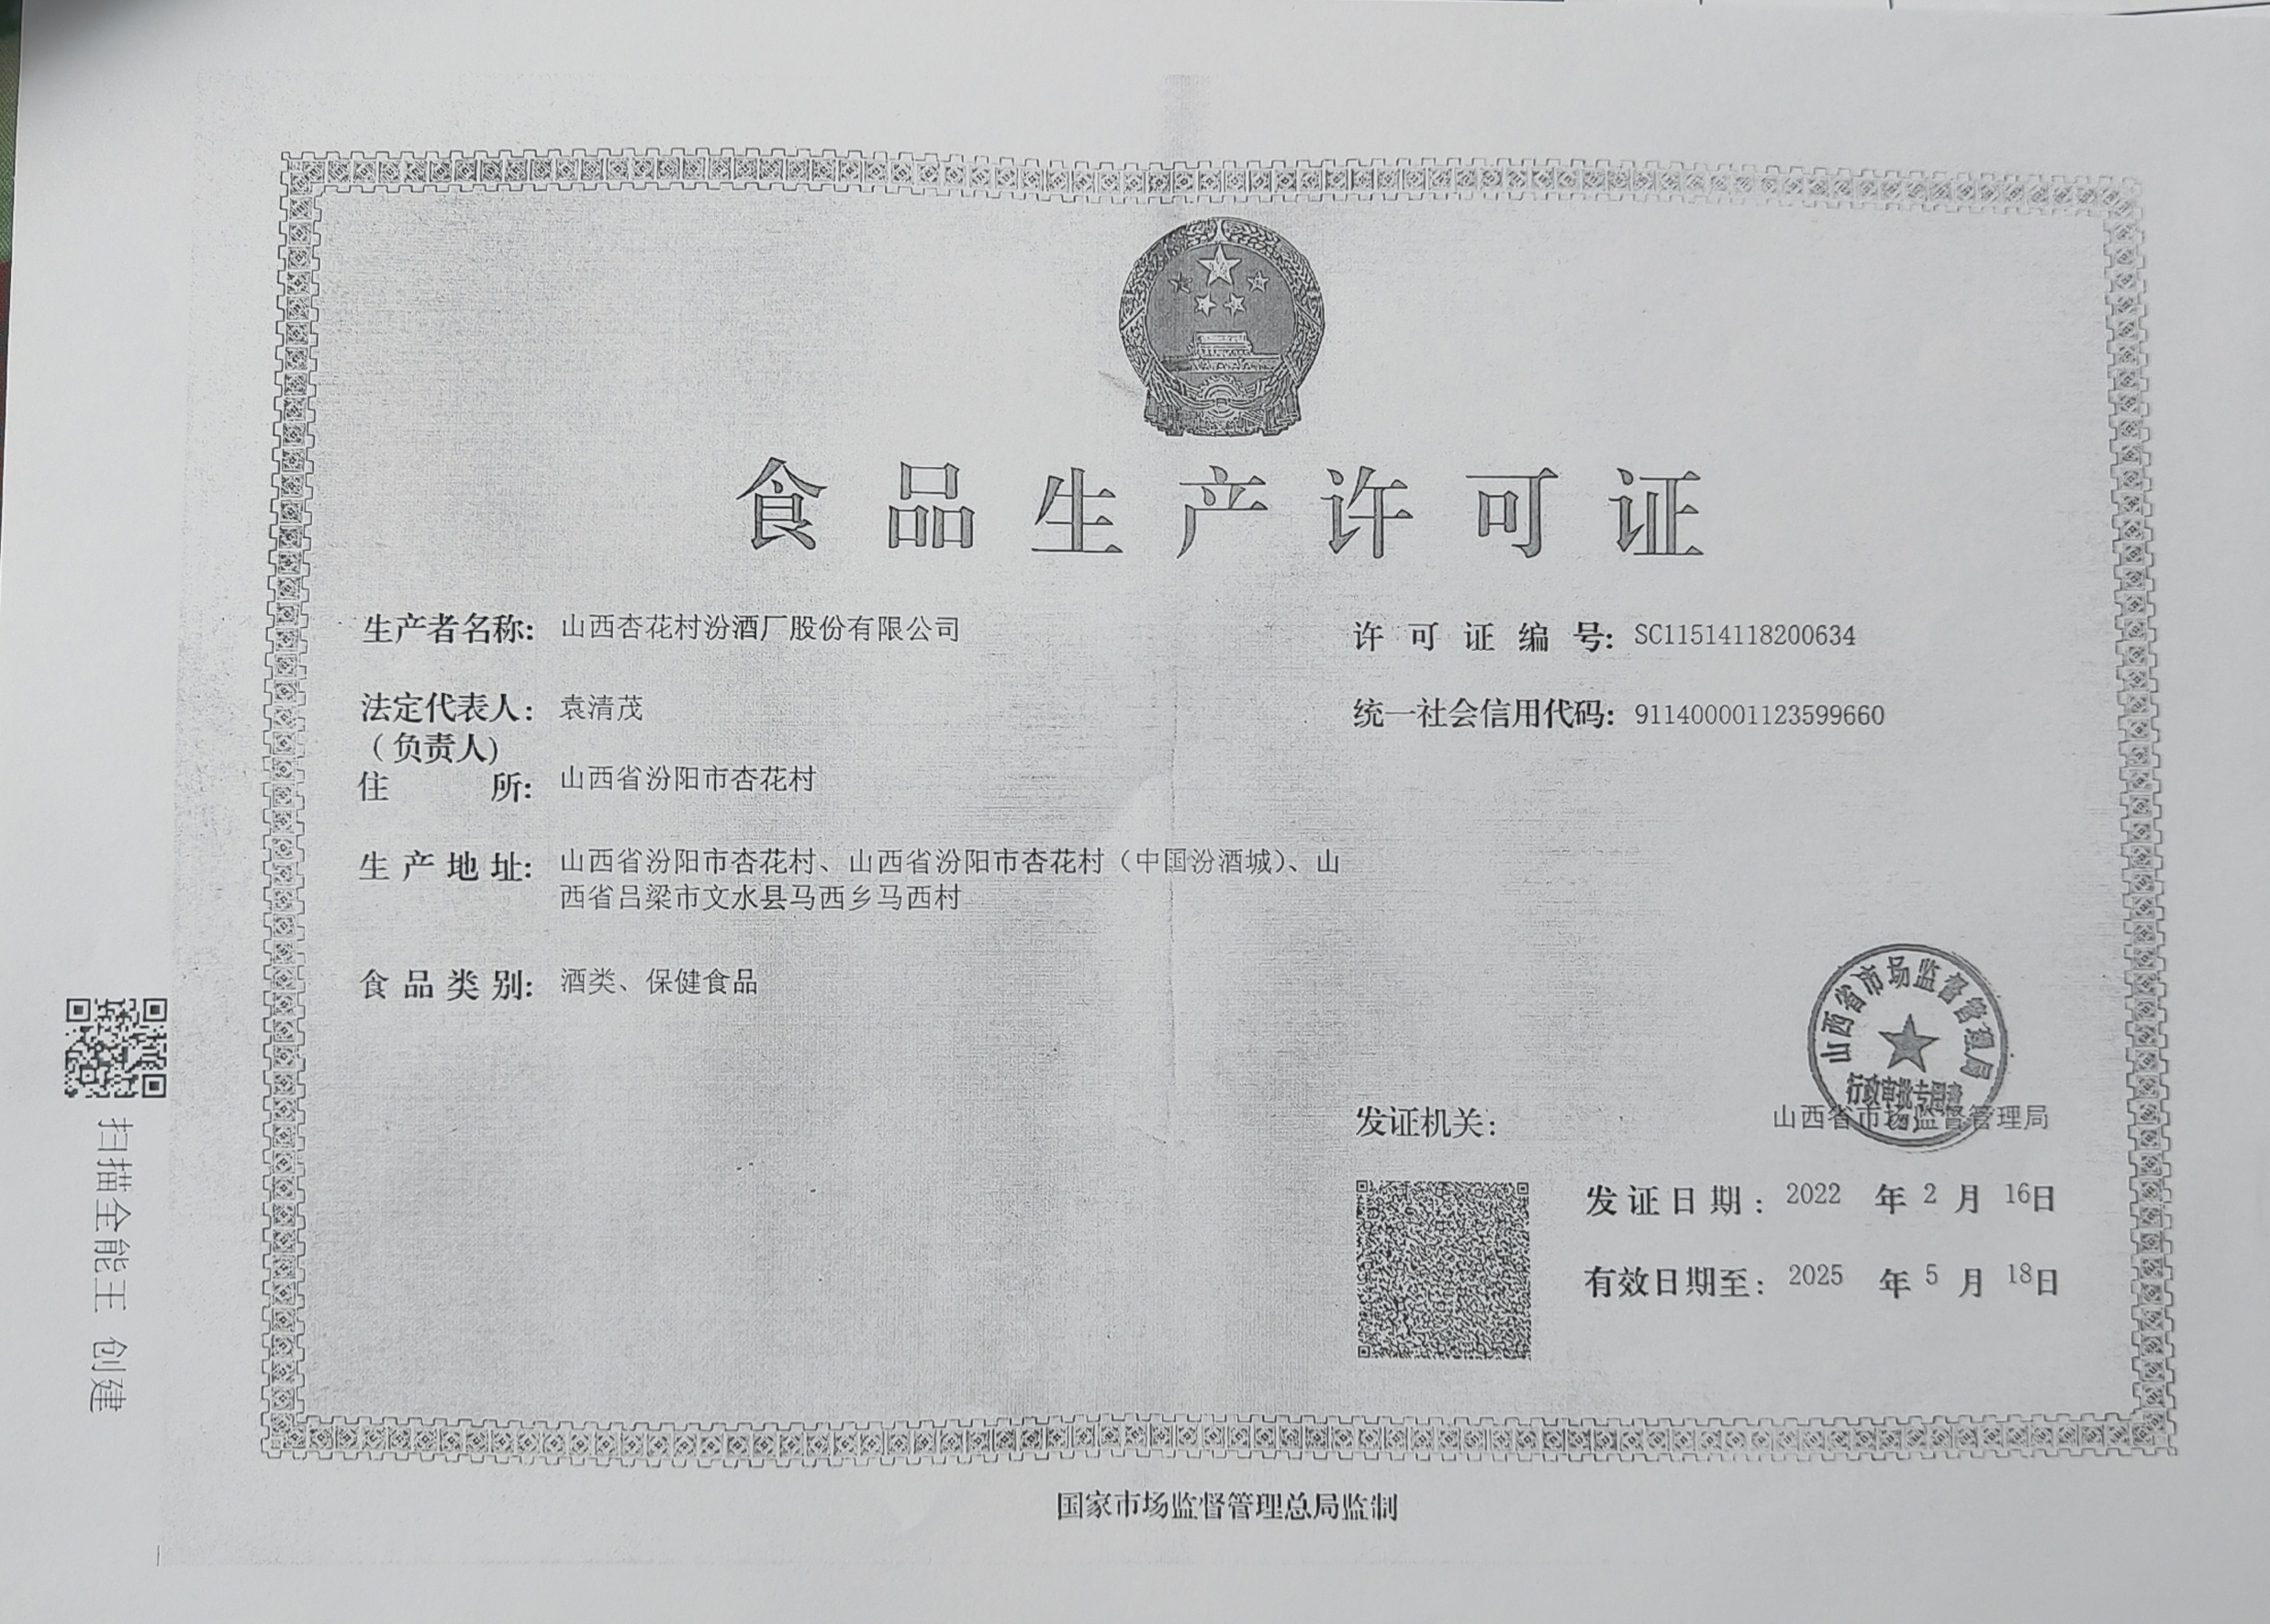 食品生产许可证
生产者名称: 山西杏花村汾酒厂股份有限公司
许可证编号: SC11514118200634
法定代表人: 袁清茂
(负责人)
统一社会信用代码: 911400001123599660
住所: 山西省汾阳市杏花村
生产地址: 山西省汾阳市杏花村、山西省汾阳市杏花村（中国汾酒城）、山
西省吕梁市文水县马西乡马西村
食品类别: 酒类、保健食品
山西省市场监督管理局
行政审批专用章
发证机关: 山西省市场监督管理局
发证日期: 2022 年 2 月 16日
有效日期至: 2025 年 5 月 18日
国家市场监督管理总局监制
扫描全能王 创建